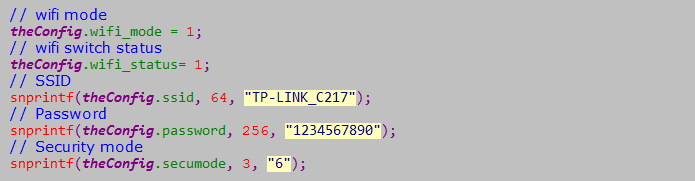 // wifi mode
theConfig.wifi_mode = 1;
// wifi switch status
theConfig.wifi_status= 1;
// SSID
snprintf(theConfig.ssid, 64, "TP-LINK_C217");
// Password
snprintf(theConfig.password, 256, "1234567890");
// Security mode
snprintf(theConfig.secumode, 3, "6");